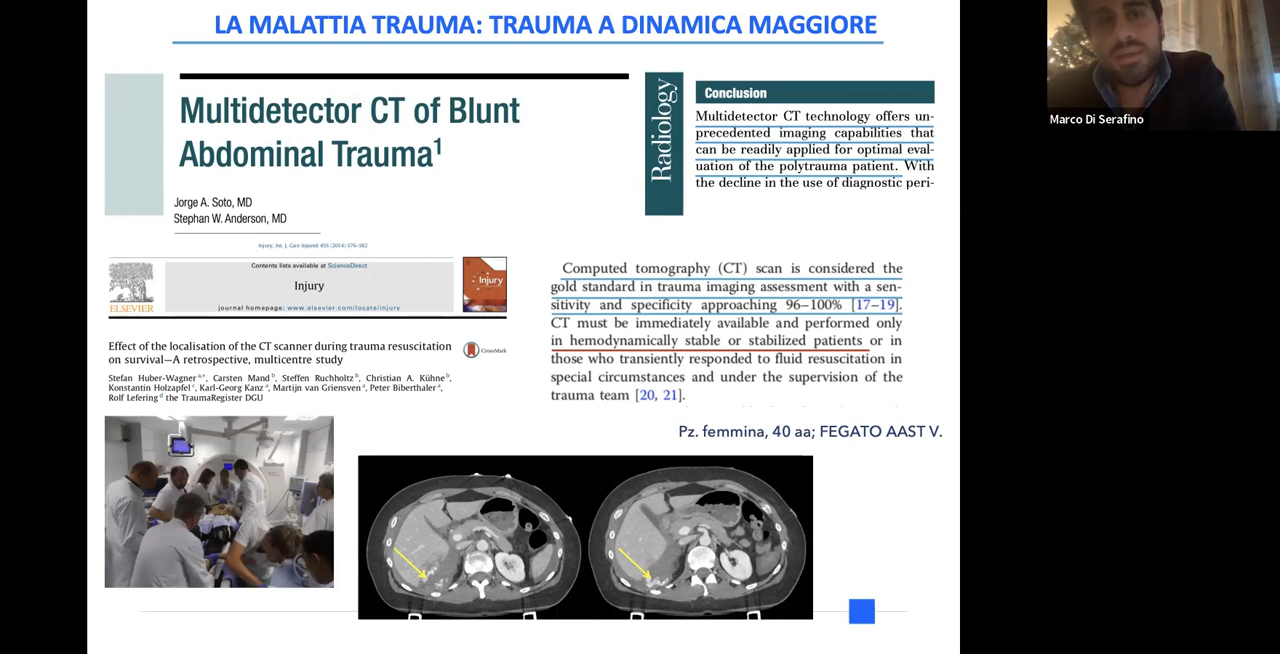 LA MALATTIA TRAUMA: TRAUMA A DINAMICA MAGGIORE
Multidetector CT of Blunt
Abdominal Trauma¹
Jorge A. Soto, MD
Stephan W. Anderson, MD
Radiology
Conclusion
Multidetector CT technology offers un-
precedented imaging capabilities that
can be readily applied for optimal eval-
uation of the polytrauma patient. With
the decline in the use of diagnostic peri-
Marco Di Serafino
Injury, Int. J. Care Injured 45S (2014) S76–S82
Contents lists available at ScienceDirect
Injury
journal homepage: www.elsevier.com/locate/injury
ELSEVIER
Injury
Effect of the localisation of the CT scanner during trauma resuscitation
on survival—A retrospective, multicentre study
CrossMark
Stefan Huber-Wagner, Carsten Mand, Steffen Ruchholtz, Christian A. Kühne,
Konstantin Holzapfel, Karl-Georg Kanz, Martijn van Griensven, Peter Biberthaler,
Rolf Lefering the TraumaRegister DGU
Computed tomography (CT) scan is considered the
gold standard in trauma imaging assessment with a sen-
sitivity and specificity approaching 96–100% [17–19].
CT must be immediately available and performed only
in hemodynamically stable or stabilized patients or in
those who transiently responded to fluid resuscitation in
special circumstances and under the supervision of the
trauma team [20, 21].
Pz. femmina, 40 aa; FEGATO AAST V.